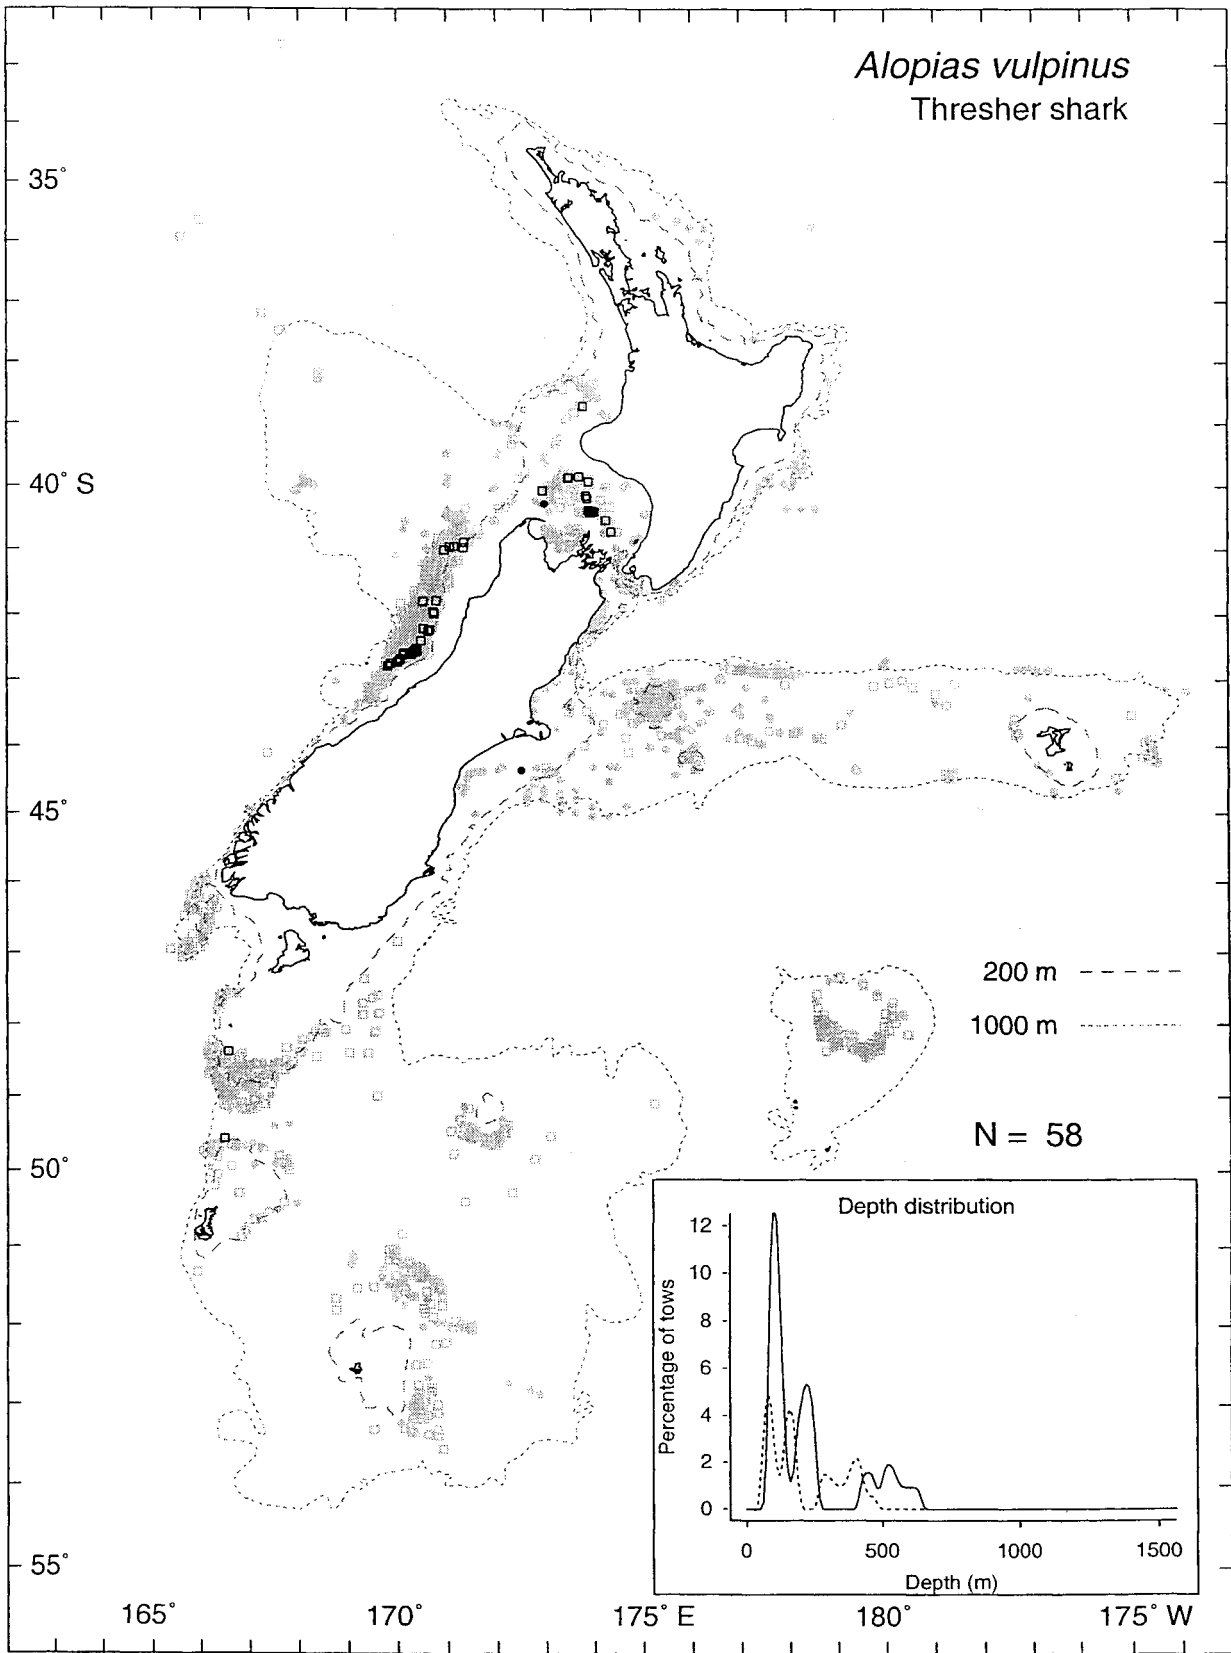 Alopias vulpinus
Thresher shark
35°
40° S
45°
50°
55°
200 m
1000 m
N = 58
Depth distribution
Percentage of tows
12
10
8
6
4
2
0
0 500 1000 1500
Depth (m)
165° 170° 175° E 180° 175° W